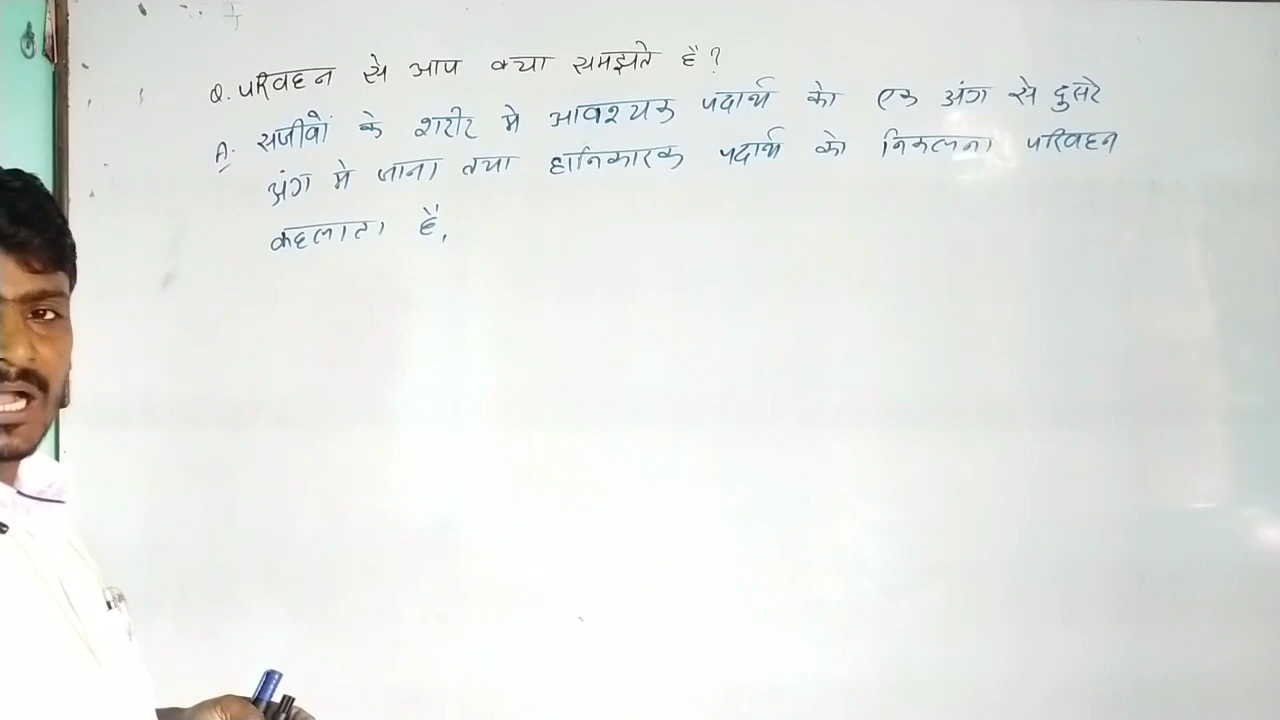 Q. परिवहन से आप क्या समझते हैं?
A. सजीवों के शरीर मे आवश्यक पदार्थ को एक अंग से दुसरे
अंग मे जाना तथा हानिकारक पदार्थ को निकलना परिवहन
कहलाता हैं,